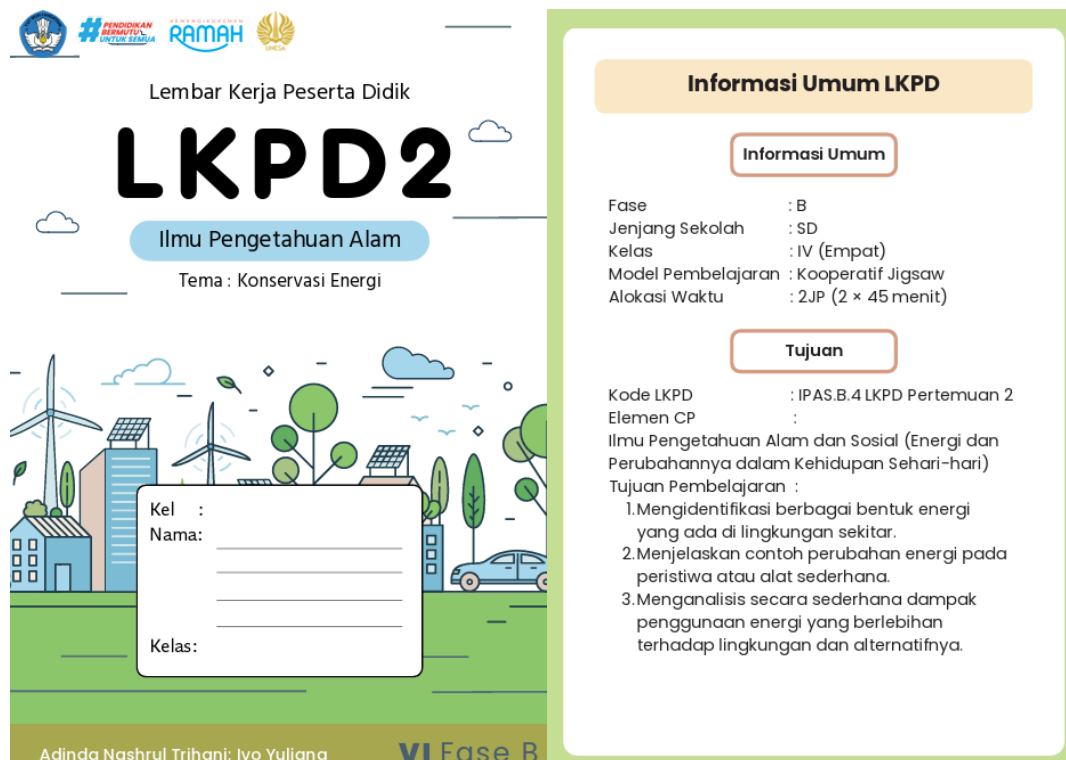 #PENDIDIKAN
BERMUTU
UNTUK SEMUA
KEMENDIKDASMEN
RAMAH
UNESA
Lembar Kerja Peserta Didik
LKPD2
Ilmu Pengetahuan Alam
Tema : Konservasi Energi
Kel :
Nama:
Kelas:
Adinda Nashrul Trihani; Ivo Yuliana
VI Fase B
Informasi Umum LKPD
Informasi Umum
Fase : B
Jenjang Sekolah : SD
Kelas : IV (Empat)
Model Pembelajaran : Kooperatif Jigsaw
Alokasi Waktu : 2JP (2 × 45 menit)
Tujuan
Kode LKPD : IPAS.B.4 LKPD Pertemuan 2
Elemen CP :
Ilmu Pengetahuan Alam dan Sosial (Energi dan
Perubahannya dalam Kehidupan Sehari-hari)
Tujuan Pembelajaran :
1.Mengidentifikasi berbagai bentuk energi
yang ada di lingkungan sekitar.
2.Menjelaskan contoh perubahan energi pada
peristiwa atau alat sederhana.
3.Menganalisis secara sederhana dampak
penggunaan energi yang berlebihan
terhadap lingkungan dan alternatifnya.